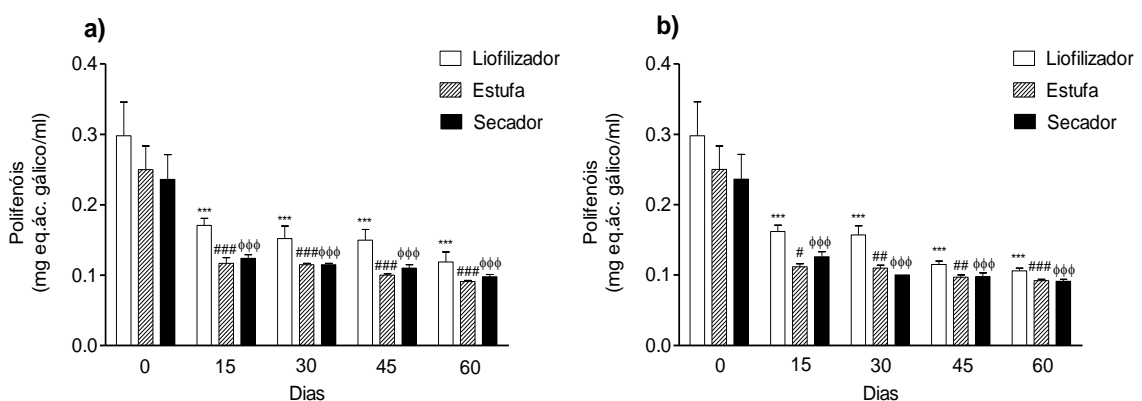 a)
Liofilizador
Estufa
Secador
Polifenóis
(mg eq.ác. gálico/ml)
0.4
0.3
0.2
0.1
0.0
***
###
ϕϕϕ
***
###
ϕϕϕ
***
###
ϕϕϕ
***
###
ϕϕϕ
0 15 30 45 60
Dias
b)
Liofilizador
Estufa
Secador
Polifenóis
(mg eq.ác. gálico/ml)
0.4
0.3
0.2
0.1
0.0
***
#
ϕϕϕ
***
##
ϕϕϕ
***
##
ϕϕϕ
***
###
ϕϕϕ
0 15 30 45 60
Dias